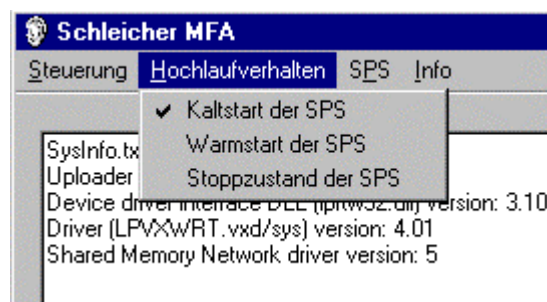 Schleicher MFA
Steuerung Hochlaufverhalten SPS Info
Kaltstart der SPS
Warmstart der SPS
Stoppzustand der SPS
SysInfo.tx
Uploader
Device driver interface DLL version: 3.10
Driver (LPVXWRT.vxd/sys) version: 4.01
Shared Memory Network driver version: 5